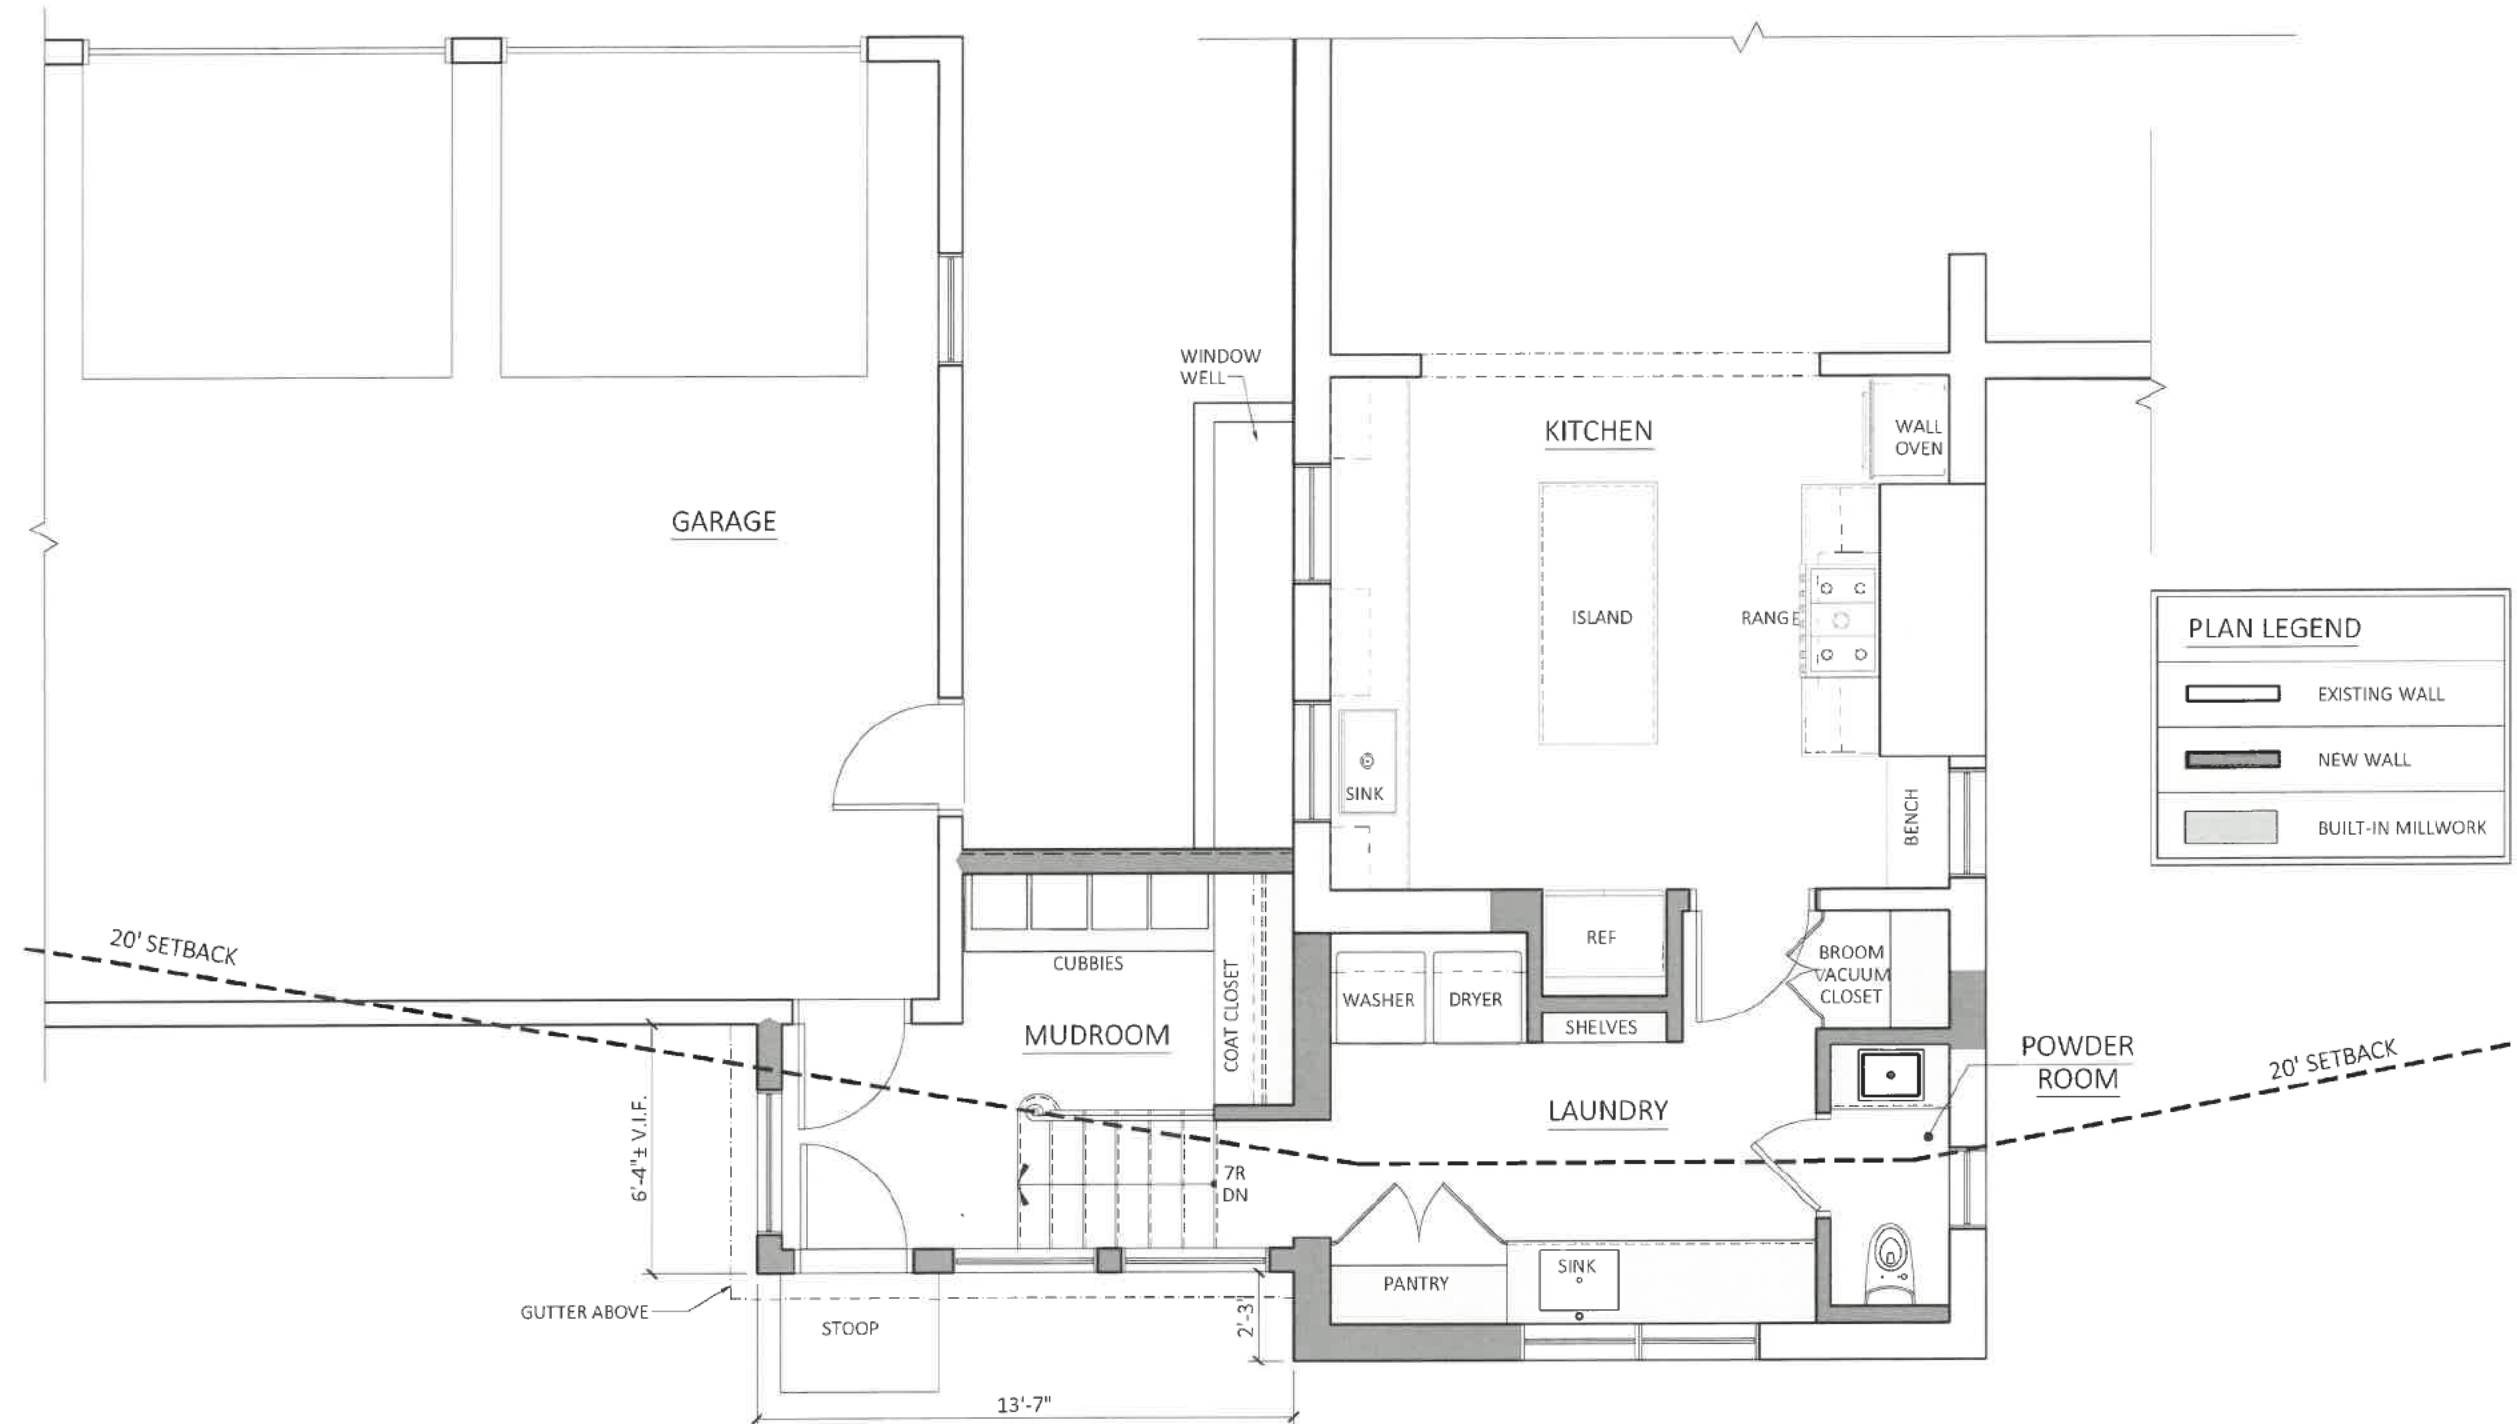 WINDOW
WELL
KITCHEN
WALL
OVEN
GARAGE
ISLAND
RANGE
SINK
BENCH
PLAN LEGEND
EXISTING WALL
NEW WALL
BUILT-IN MILLWORK
20' SETBACK
CUBBIES
COAT CLOSET
MUDROOM
WASHER
DRYER
REF
SHELVES
BROOM
VACUUM
CLOSET
POWDER
ROOM
20' SETBACK
LAUNDRY
6'-4"± V.I.F.
7R
DN
PANTRY
SINK
GUTTER ABOVE
STOOP
2'-3"
13'-7"